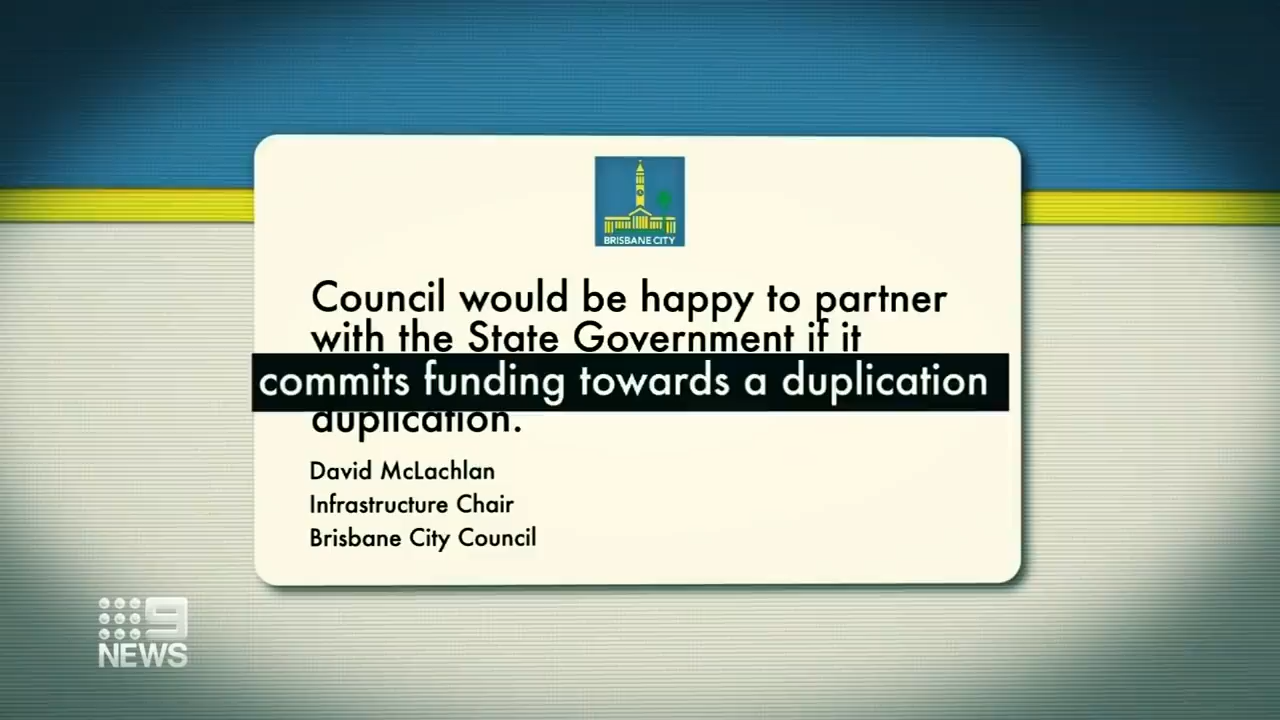 BRISBANE CITY
Council would be happy to partner
with the State Government if it
commits funding towards a duplication
duplication.
David McLachlan
Infrastructure Chair
Brisbane City Council
9
NEWS